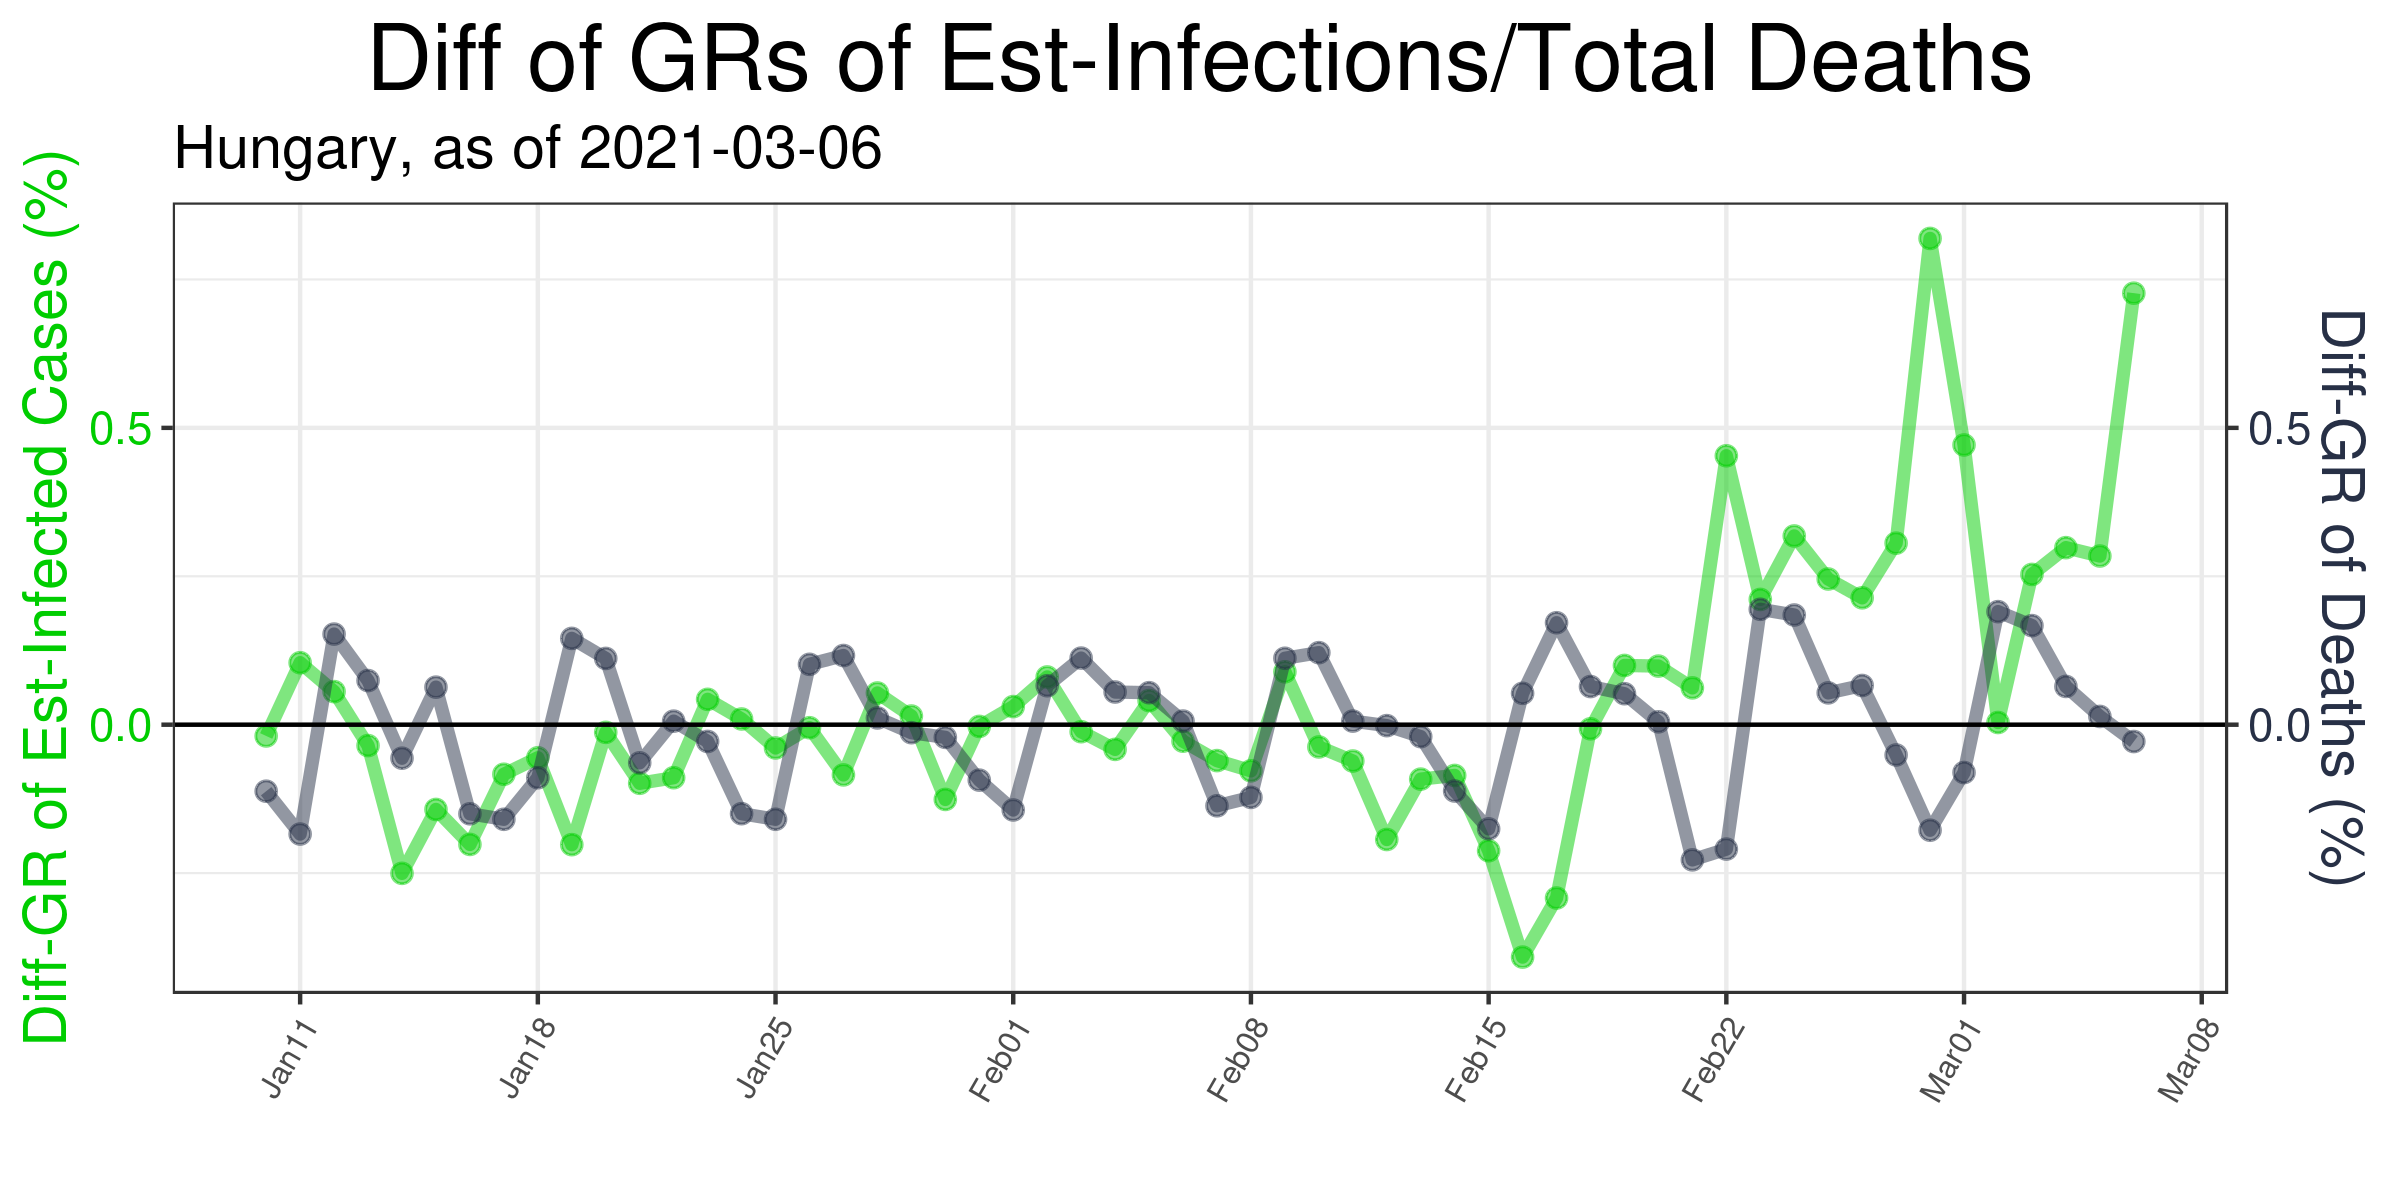 Diff of GRs of Est-Infections/Total Deaths
Hungary, as of 2021-03-06
Diff-GR of Est-Infected Cases (%)
0.5
0.0
0.5
0.0
Diff-GR of Deaths (%)
Jan11
Jan18
Jan25
Feb01
Feb08
Feb15
Feb22
Mar01
Mar08